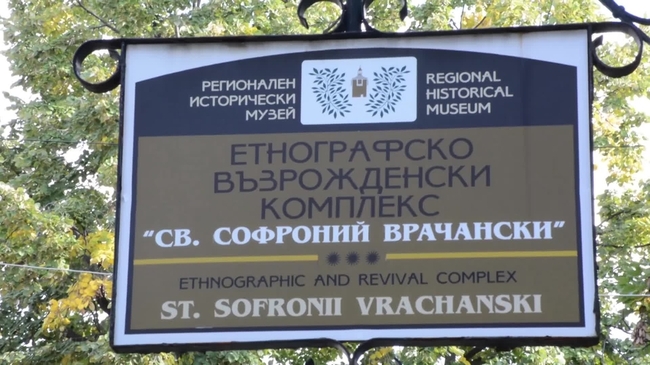 РЕГИОНАЛЕН
ИСТОРИЧЕСКИ
МУЗЕЙ
REGIONAL
HISTORICAL
MUSEUM
ЕТНОГРАФСКО
ВЪЗРОЖДЕНСКИ
КОМПЛЕКС
"СВ. СОФРОНИЙ ВРАЧАНСКИ"
ETHNOGRAPHIC AND REVIVAL COMPLEX
ST. SOFRONII VRACHANSKI